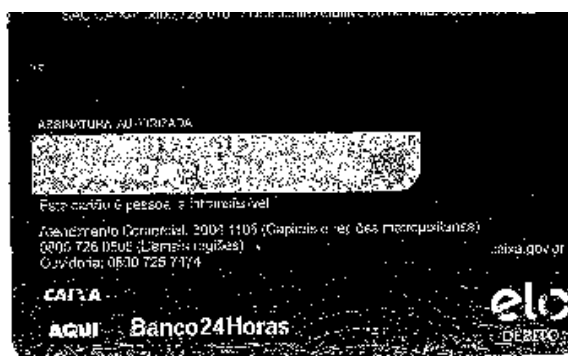 ASSINATURA AUTORIZADA
Este cartão é pessoal e intransferível
Atendimento Comercial: 3004 1105 (Capitais e regiões metropolitanas)
0800 726 0505 (Demais regiões)
Ouvidoria: 0800 725 7474
caixa.gov.br
CAIXA
AQUI Banco24Horas
elo
DÉBITO